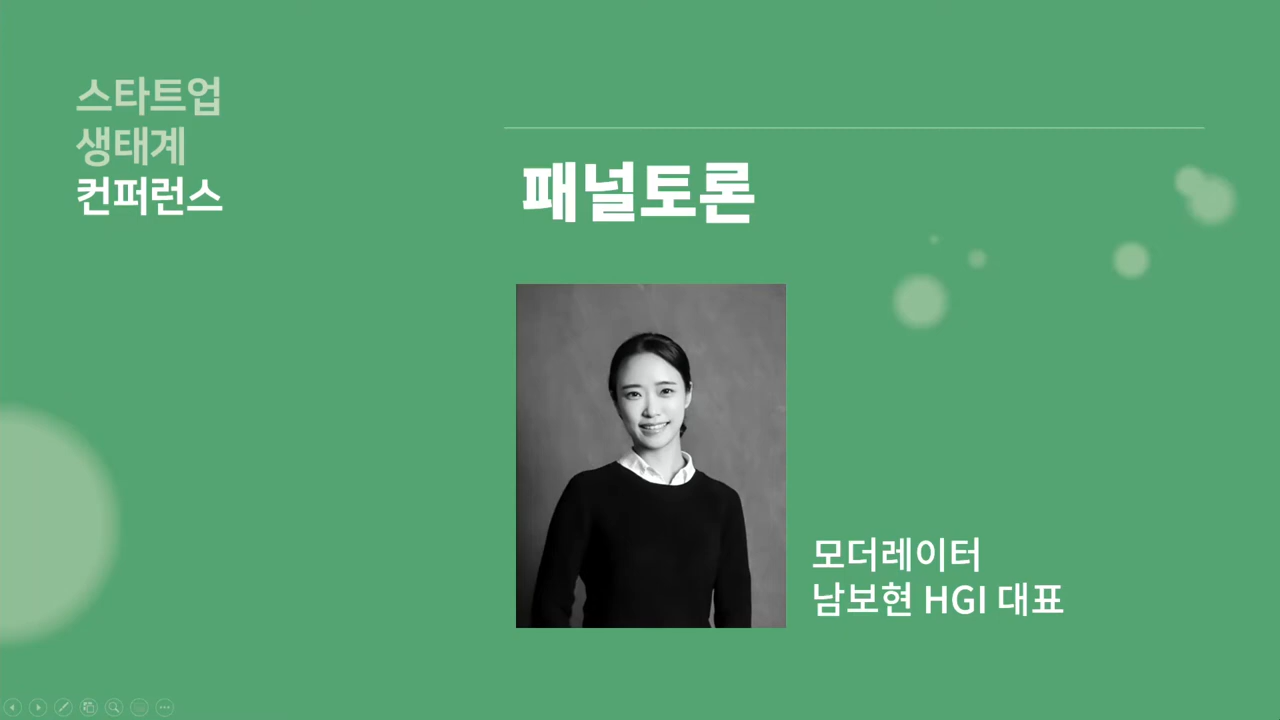 스타트업
생태계
컨퍼런스
패널토론
모더레이터
남보현 HGI 대표